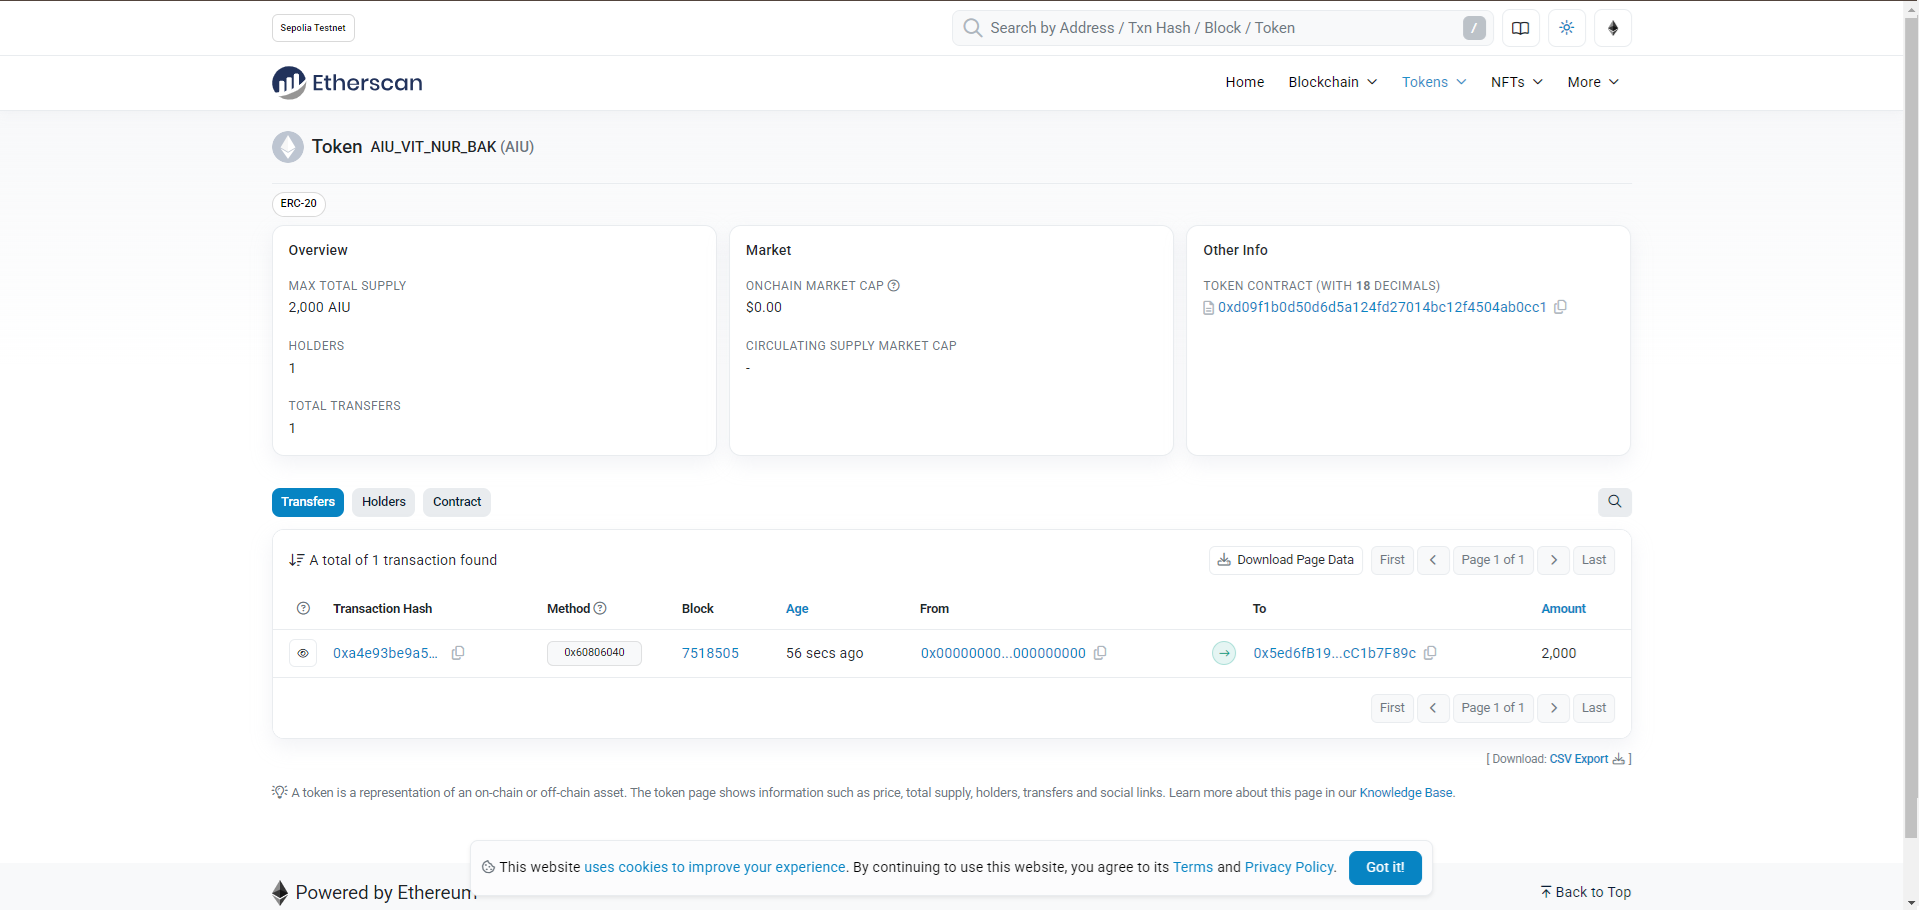 Sepolia Testnet
Search by Address / Txn Hash / Block / Token
/
Etherscan
Home Blockchain Tokens NFTs More
Token AIU_VIT_NUR_BAK (AIU)
ERC-20
Overview
MAX TOTAL SUPPLY
2,000 AIU
HOLDERS
1
TOTAL TRANSFERS
1
Market
ONCHAIN MARKET CAP
$0.00
CIRCULATING SUPPLY MARKET CAP
-
Other Info
TOKEN CONTRACT (WITH 18 DECIMALS)
0xd09f1b0d50d6d5a124fd27014bc12f4504ab0cc1
Transfers Holders Contract
A total of 1 transaction found
Download Page Data First Page 1 of 1 Last
Transaction Hash Method Block Age From To Amount
0xa4e93be9a5... 0x60806040 7518505 56 secs ago 0x00000000...000000000 0x5ed6fB19...cC1b7F89c 2,000
First Page 1 of 1 Last
[ Download: CSV Export ]
A token is a representation of an on-chain or off-chain asset. The token page shows information such as price, total supply, holders, transfers and social links. Learn more about this page in our Knowledge Base.
This website uses cookies to improve your experience. By continuing to use this website, you agree to its Terms and Privacy Policy.
Got it!
Powered by Ethereum
Back to Top